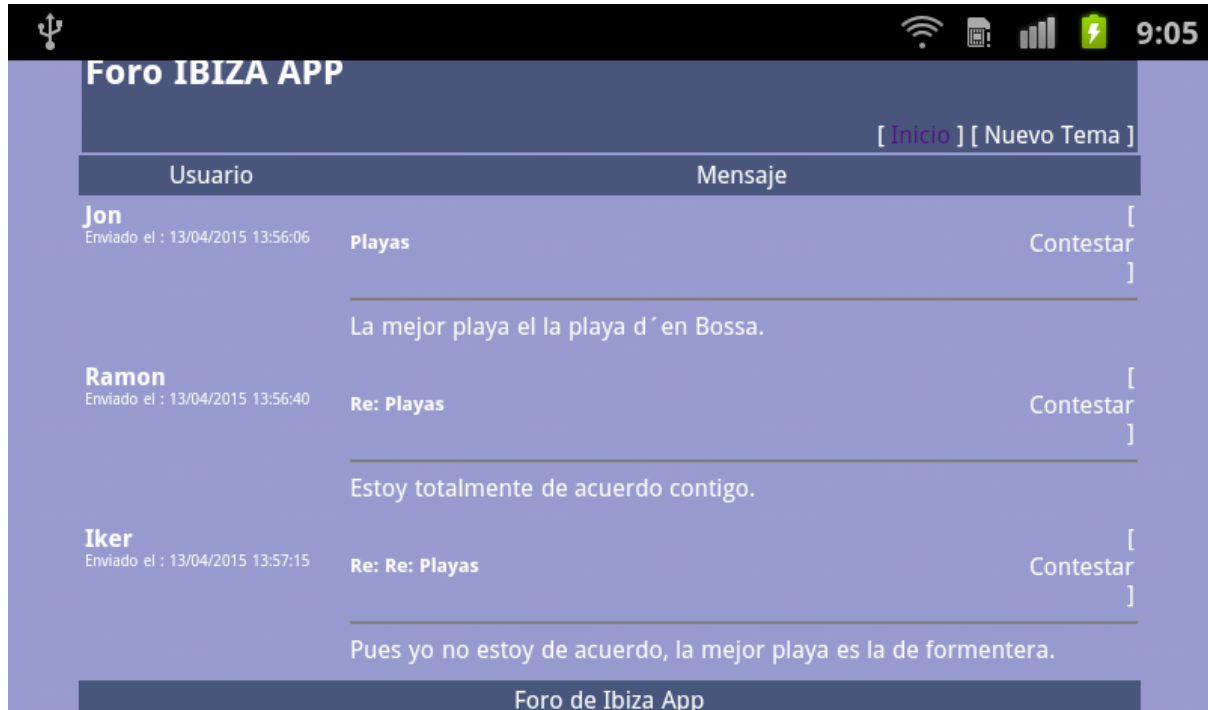 9:05
Foro IBIZA APP
[ Inicio ] [ Nuevo Tema ]
Usuario Mensaje
Jon
Enviado el : 13/04/2015 13:56:06
Playas
[
Contestar
]
La mejor playa el la playa d´en Bossa.
Ramon
Enviado el : 13/04/2015 13:56:40
Re: Playas
[
Contestar
]
Estoy totalmente de acuerdo contigo.
Iker
Enviado el : 13/04/2015 13:57:15
Re: Re: Playas
[
Contestar
]
Pues yo no estoy de acuerdo, la mejor playa es la de formentera.
Foro de Ibiza App